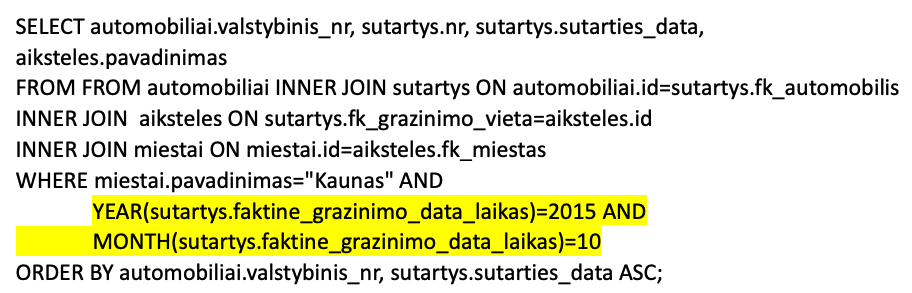 SELECT automobiliai.valstybinis_nr, sutartys.nr, sutartys.sutarties_data,
aiksteles.pavadinimas
FROM FROM automobiliai INNER JOIN sutartys ON automobiliai.id=sutartys.fk_automobilis
INNER JOIN  aiksteles ON sutartys.fk_grazinimo_vieta=aiksteles.id
INNER JOIN miestai ON miestai.id=aiksteles.fk_miestas
WHERE miestai.pavadinimas="Kaunas" AND
YEAR(sutartys.faktine_grazinimo_data_laikas)=2015 AND
MONTH(sutartys.faktine_grazinimo_data_laikas)=10
ORDER BY automobiliai.valstybinis_nr, sutartys.sutarties_data ASC;